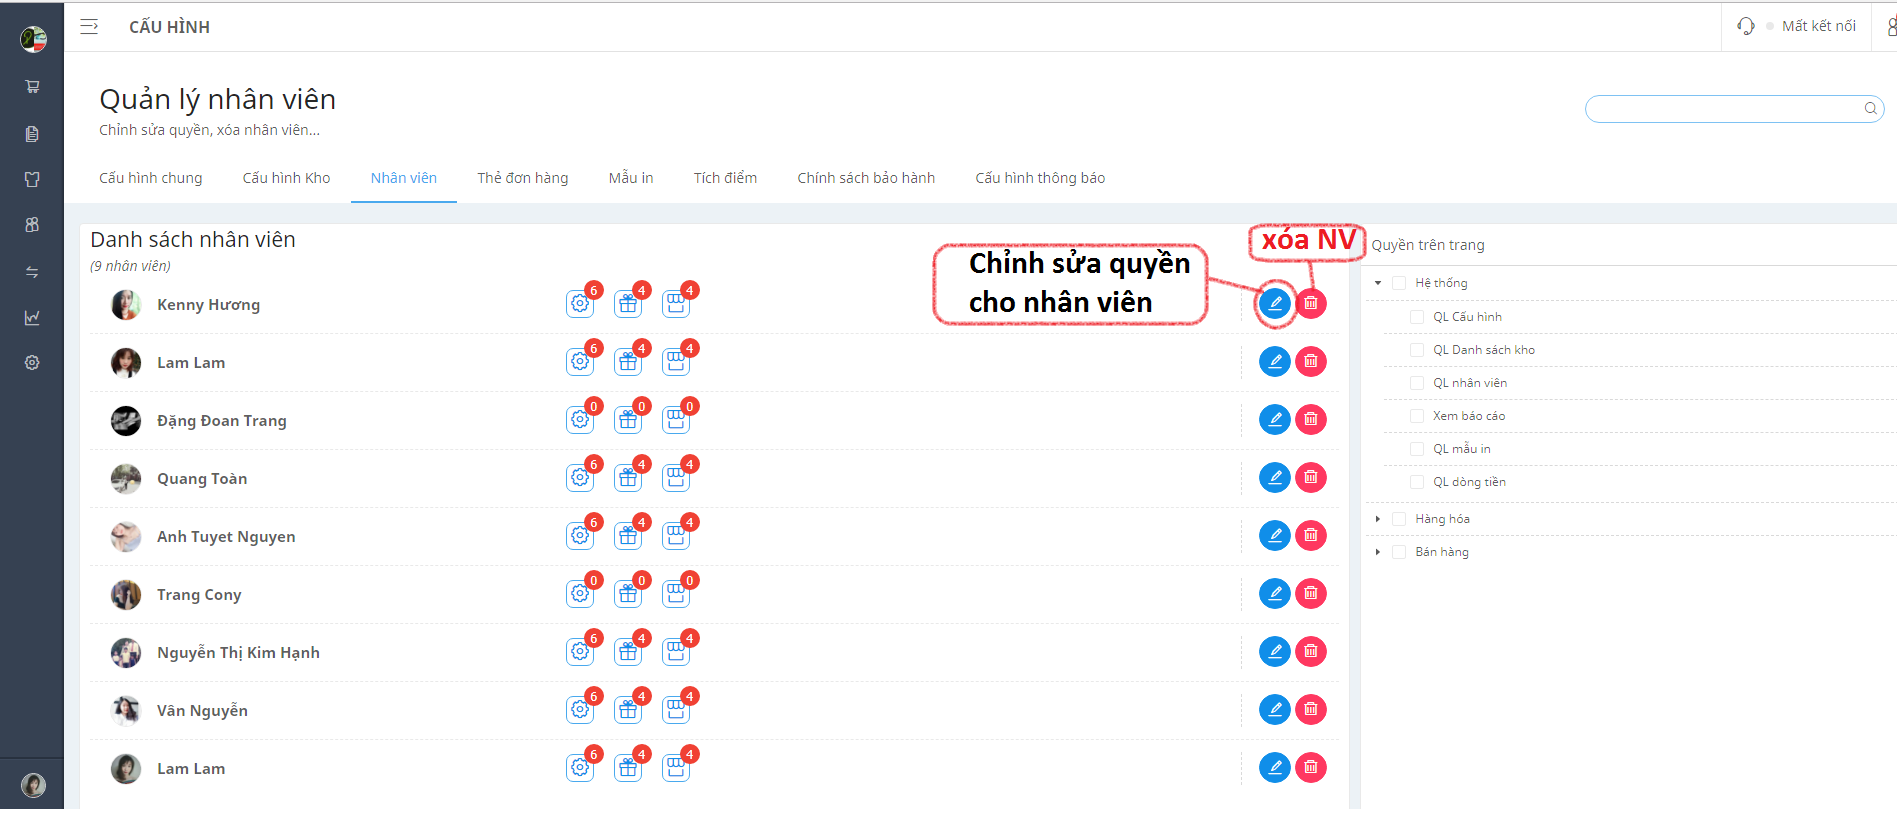 CẤU HÌNH
Mất kết nối
Quản lý nhân viên
Chỉnh sửa quyền, xóa nhân viên...
Cấu hình chung
Cấu hình Kho
Nhân viên
Thẻ đơn hàng
Mẫu in
Tích điểm
Chính sách bảo hành
Cấu hình thông báo
Danh sách nhân viên
(9 nhân viên)
Chỉnh sửa quyền
cho nhân viên
xóa NV
Kenny Hương 6 4 4
Lam Lam 6 4 4
Đặng Đoan Trang 0 0 0
Quang Toàn 6 4 4
Anh Tuyet Nguyen 6 4 4
Trang Cony 0 0 0
Nguyễn Thị Kim Hạnh 6 4 4
Vân Nguyễn 6 4 4
Lam Lam 6 4 4
Quyền trên trang
Hệ thống
QL Cấu hình
QL Danh sách kho
QL nhân viên
Xem báo cáo
QL mẫu in
QL dòng tiền
Hàng hóa
Bán hàng